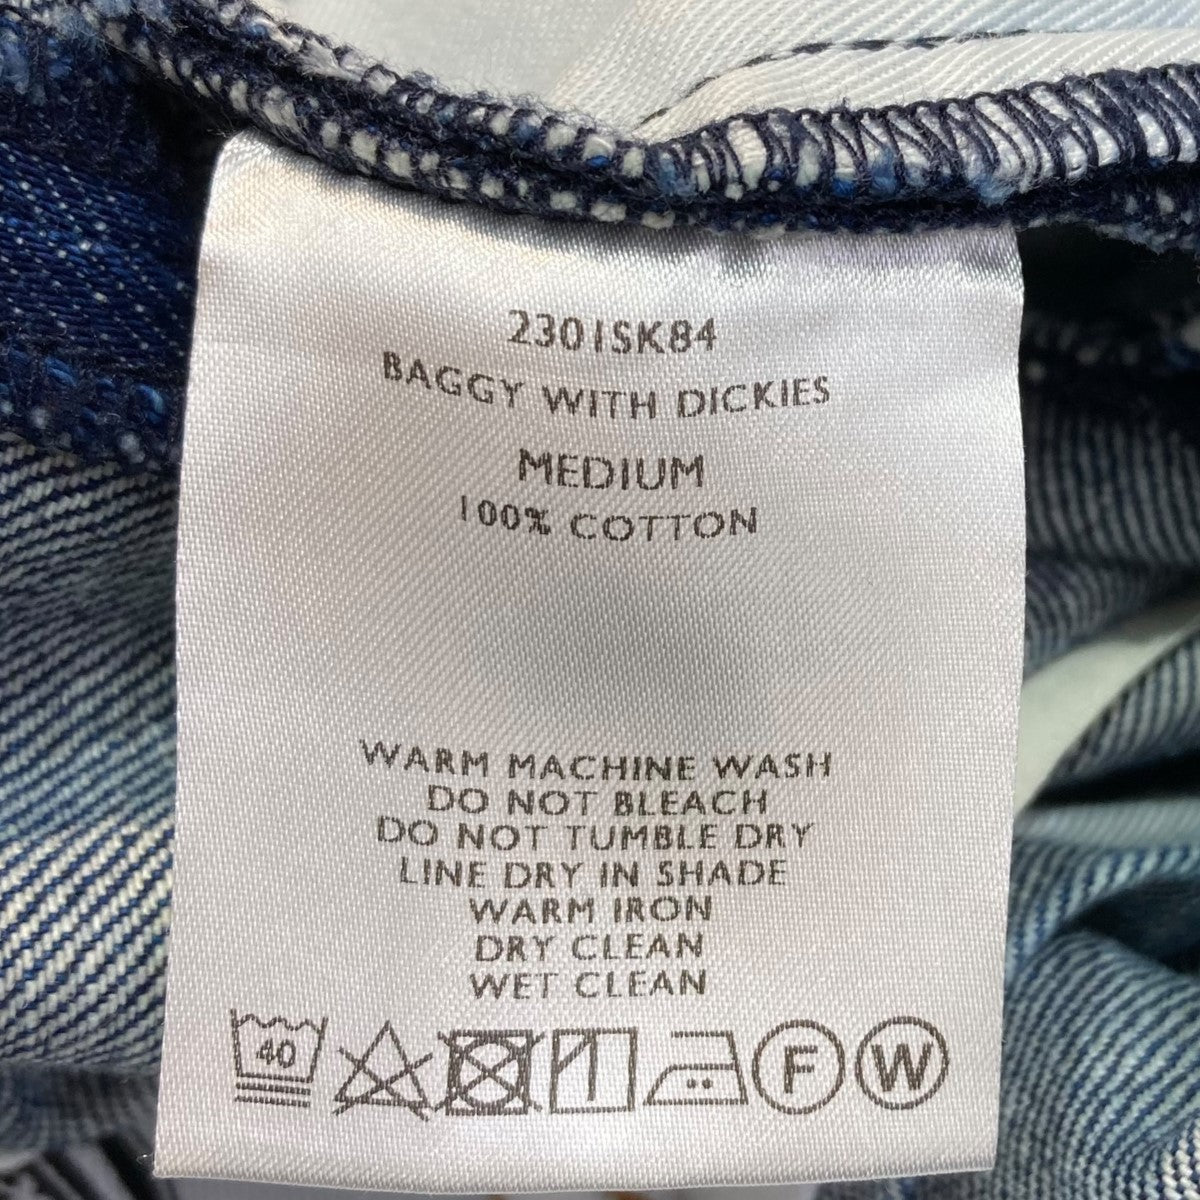 2301SK84
BAGGY WITH DICKIES
MEDIUM
100% COTTON
WARM MACHINE WASH
DO NOT BLEACH
DO NOT TUMBLE DRY
LINE DRY IN SHADE
WARM IRON
DRY CLEAN
WET CLEAN
40 F W